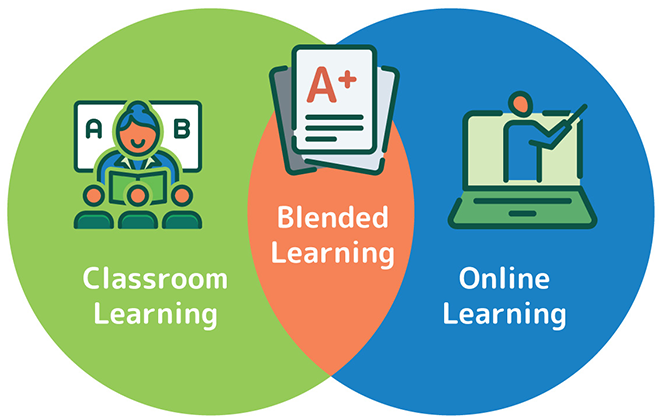 A+
A B
Blended
Learning
Classroom
Learning
Online
Learning